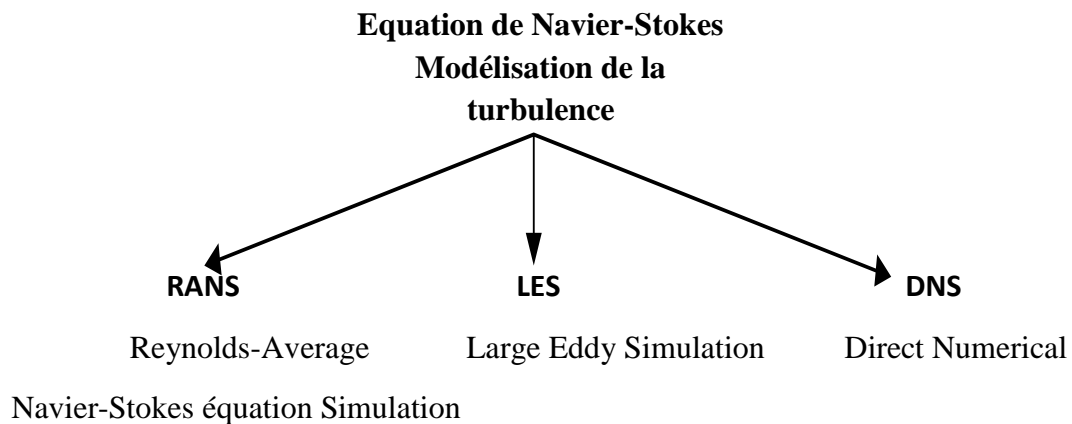 Equation de Navier-Stokes
Modélisation de la
turbulence
RANS LES DNS
Reynolds-Average Large Eddy Simulation Direct Numerical
Navier-Stokes équation Simulation